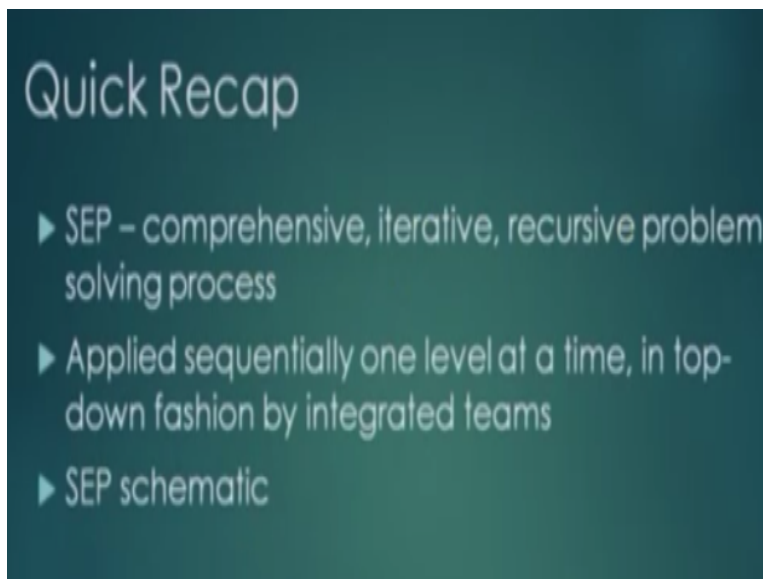 Quick Recap
SEP – comprehensive, iterative, recursive problem
solving process
Applied sequentially one level at a time, in top-
down fashion by integrated teams
SEP schematic